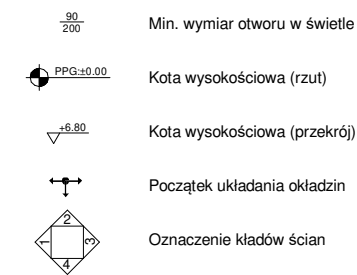 90
200
Min. wymiar otworu w świetle
PPG:±0.00
Kota wysokościowa (rzut)
+6.80
Kota wysokościowa (przekrój)
Początek układania okładzin
2
1
3
4
Oznaczenie kładów ścian